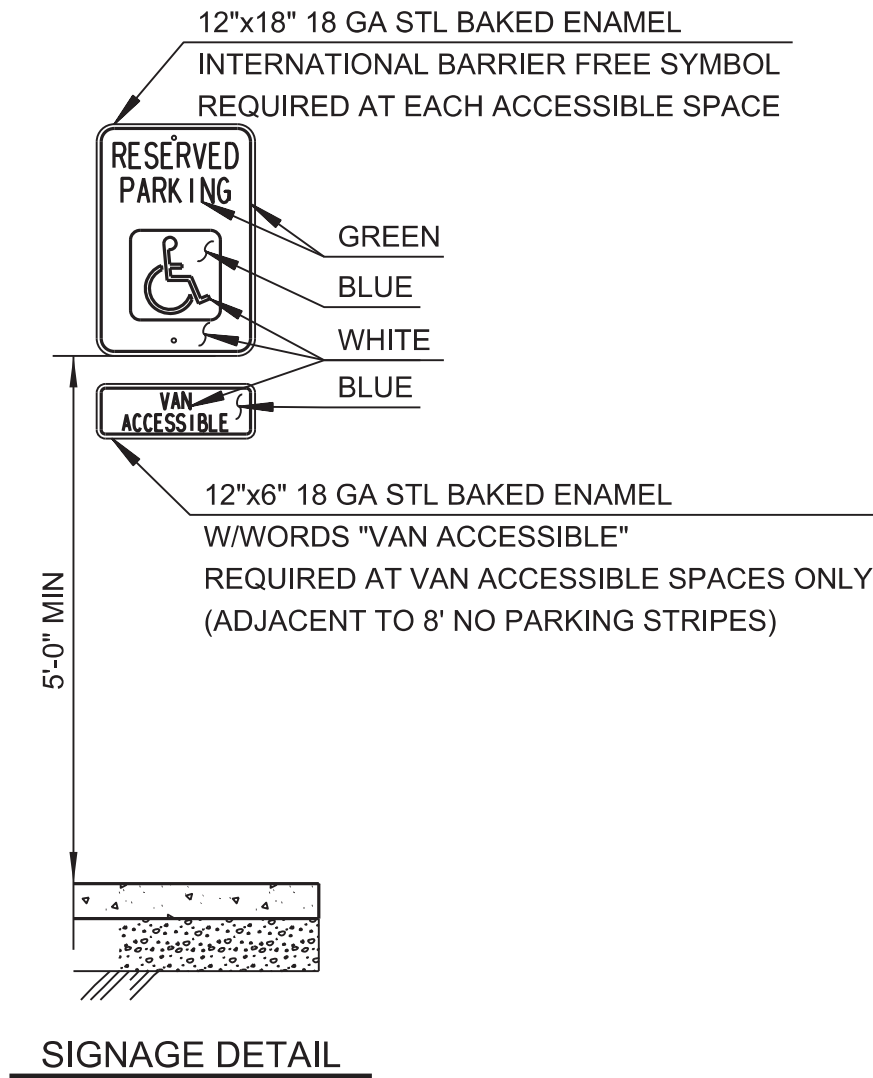 12"x18" 18 GA STL BAKED ENAMEL
INTERNATIONAL BARRIER FREE SYMBOL
REQUIRED AT EACH ACCESSIBLE SPACE
RESERVED
PARKING
GREEN
BLUE
WHITE
BLUE
VAN
ACCESSIBLE
12"x6" 18 GA STL BAKED ENAMEL
W/WORDS "VAN ACCESSIBLE"
REQUIRED AT VAN ACCESSIBLE SPACES ONLY
(ADJACENT TO 8' NO PARKING STRIPES)
5'-0" MIN
SIGNAGE DETAIL